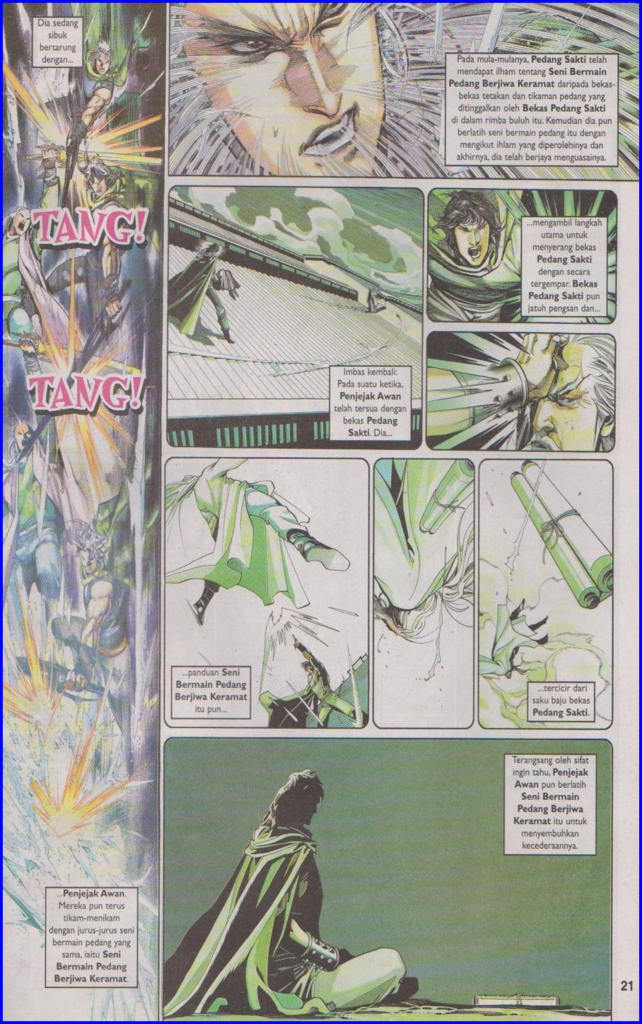 Dia sedang
sibuk
bertarung
dengan...
TANG!
TANG!
...Penjejak Awan.
Mereka pun terus
tikam-menikam
dengan jurus-jurus seni
bermain pedang yang
sama, iaitu Seni
Bermain Pedang
Berjiwa Keramat.
Pada mula-mulanya, Pedang Sakti telah
mendapat ilham tentang Seni Bermain
Pedang Berjiwa Keramat daripada bekas-
bekas tetakan dan tikaman pedang yang
ditinggalkan oleh Bekas Pedang Sakti
di dalam rimba buluh itu. Kemudian dia pun
berlatih seni bermain pedang itu dengan
mengikut ihlam yang diperolehinya dan
akhirnya, dia telah berjaya menguasainya.
Imbas kembali:
Pada suatu ketika,
Penjejak Awan
telah tersua dengan
bekas Pedang
Sakti. Dia...
...mengambil langkah
utama untuk
menyerang bekas
Pedang Sakti
dengan secara
tergempar. Bekas
Pedang Sakti pun
jatuh pengsan dan...
...panduan Seni
Bermain Pedang
Berjiwa Keramat
itu pun...
...tercicir dari
saku baju bekas
Pedang Sakti.
Terangsang oleh sifat
ingin tahu, Penjejak
Awan pun berlatih
Seni Bermain
Pedang Berjiwa
Keramat itu untuk
menyembuhkan
kecederaannya.
21